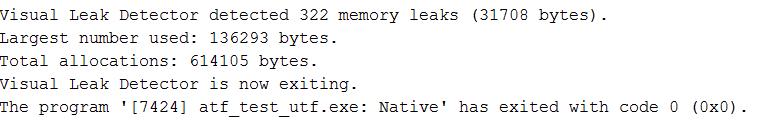 Visual Leak Detector detected 322 memory leaks (31708 bytes).
Largest number used: 136293 bytes.
Total allocations: 614105 bytes.
Visual Leak Detector is now exiting.
The program '[7424] atf_test_utf.exe: Native' has exited with code 0 (0x0).